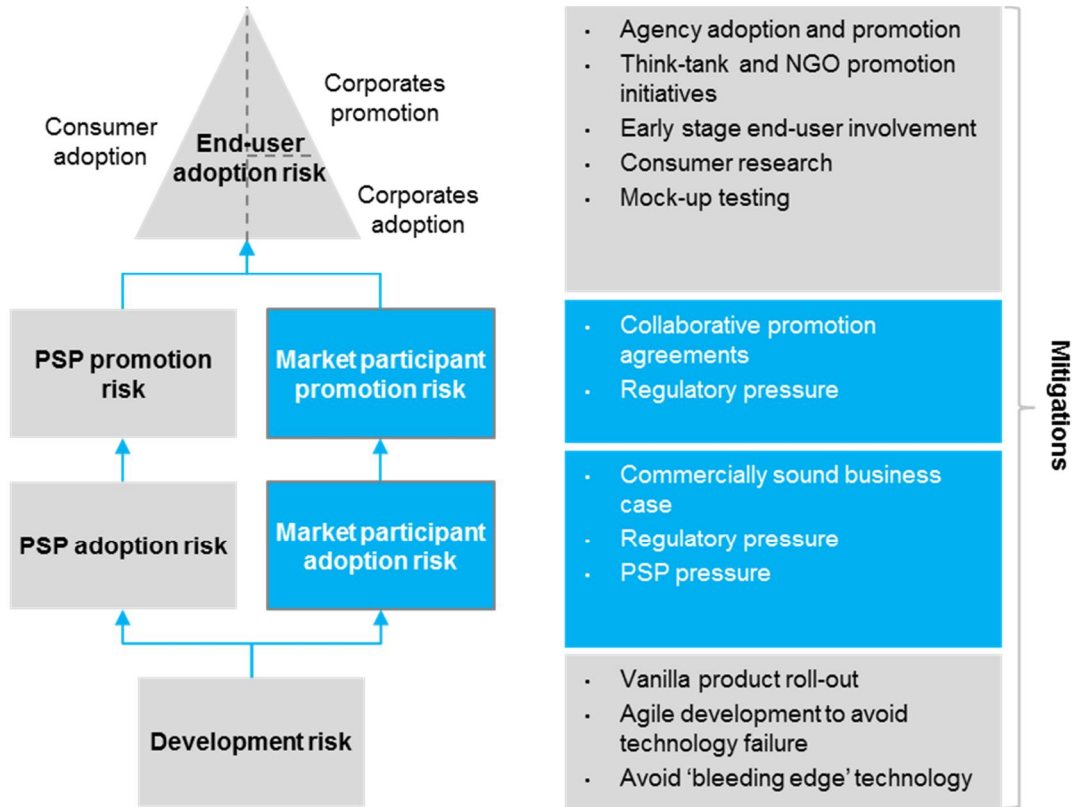 Consumer
adoption
Corporates
promotion
End-user
adoption risk
Corporates
adoption
PSP promotion
risk
Market participant
promotion risk
PSP adoption risk
Market participant
adoption risk
Development risk
• Agency adoption and promotion
• Think-tank and NGO promotion
initiatives
• Early stage end-user involvement
• Consumer research
• Mock-up testing
• Collaborative promotion
agreements
• Regulatory pressure
• Commercially sound business
case
• Regulatory pressure
• PSP pressure
• Vanilla product roll-out
• Agile development to avoid
technology failure
• Avoid ‘bleeding edge’ technology
Mitigations